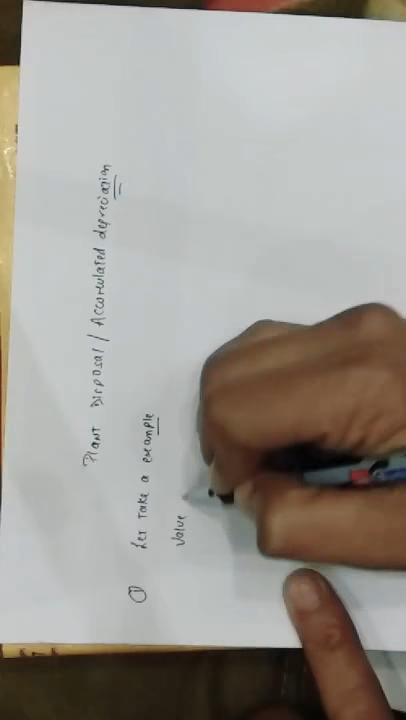 Plant Disposal / Accumulated depreciation
① Let Take a example
Value